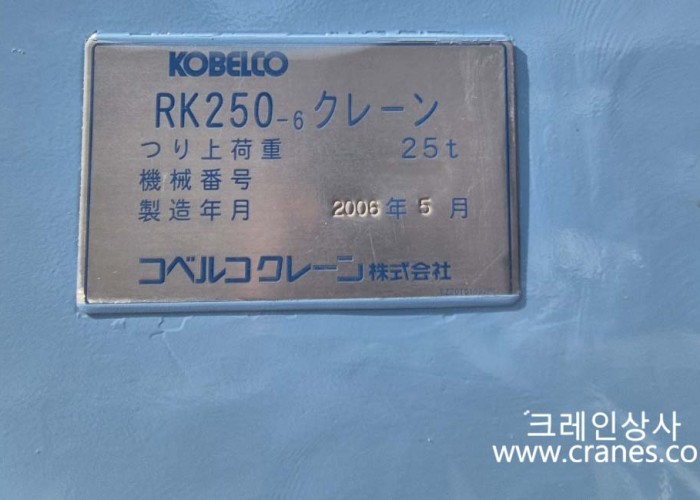 KOBELCO
RK250-6クレーン
つり上荷重 25t
機械番号
製造年月 2006年5月
コベルコクレーン株式会社
크레인상사
www.cranes.co